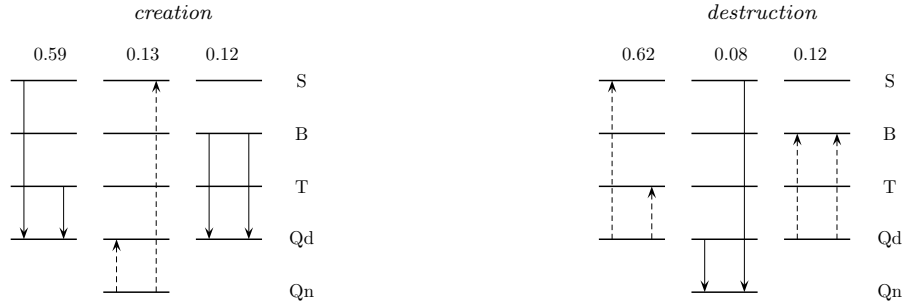 creation destruction
0.59 0.13 0.12 0.62 0.08 0.12
S S
B B
T T
Qd Qd
Qn Qn